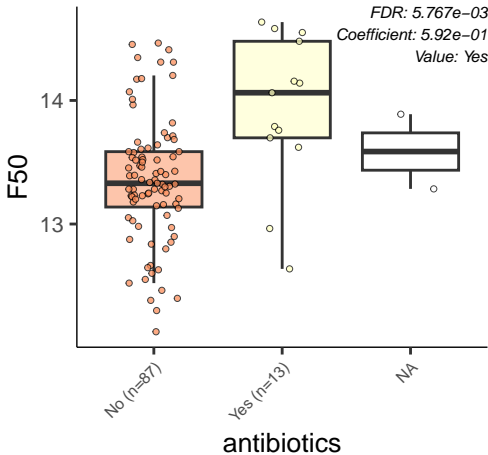 FDR: 5.767e−03
Coefficient: 5.92e−01
Value: Yes
14
13
F50
No (n=87)
Yes (n=13)
NA
antibiotics